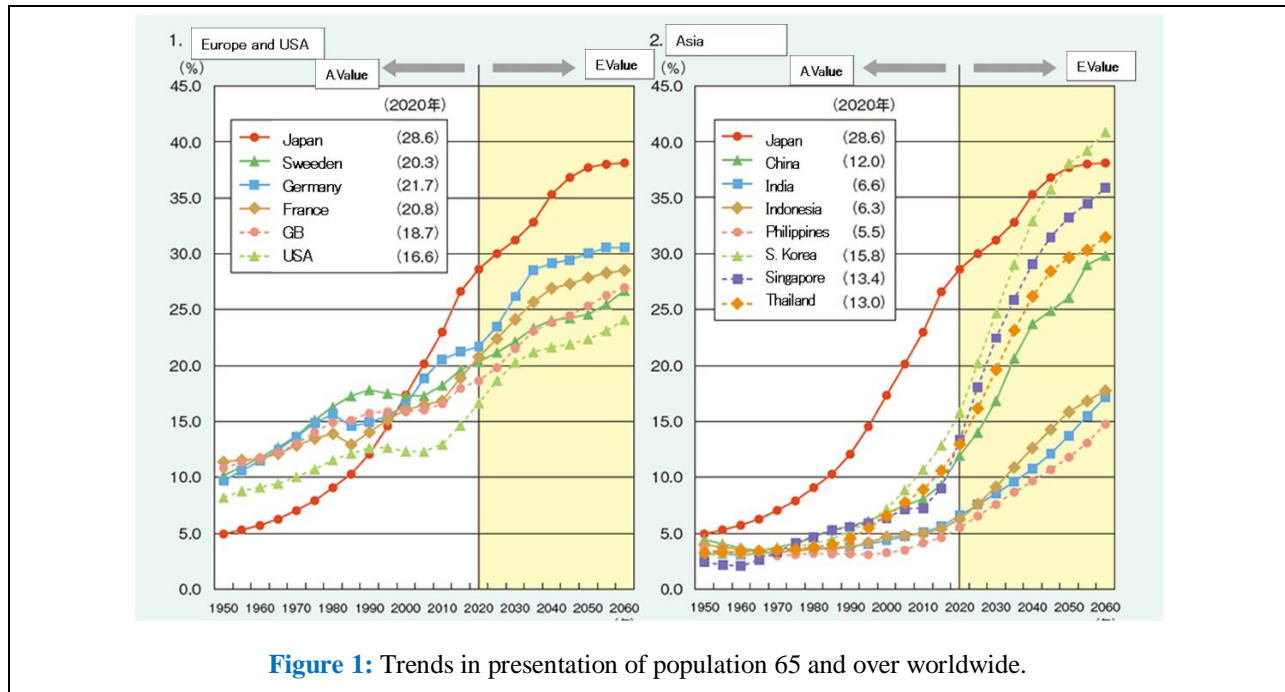 1. Europe and USA
(%)
A.Value
E.Value
(2020年)
Japan (28.6)
Sweeden (20.3)
Germany (21.7)
France (20.8)
GB (18.7)
USA (16.6)
45.0
40.0
35.0
30.0
25.0
20.0
15.0
10.0
5.0
0.0
1950 1960 1970 1980 1990 2000 2010 2020 2030 2040 2050 2060
2. Asia
(%)
A.Value
E.Value
(2020年)
Japan (28.6)
China (12.0)
India (6.6)
Indonesia (6.3)
Philippines (5.5)
S. Korea (15.8)
Singapore (13.4)
Thailand (13.0)
45.0
40.0
35.0
30.0
25.0
20.0
15.0
10.0
5.0
0.0
1950 1960 1970 1980 1990 2000 2010 2020 2030 2040 2050 2060
Figure 1: Trends in presentation of population 65 and over worldwide.